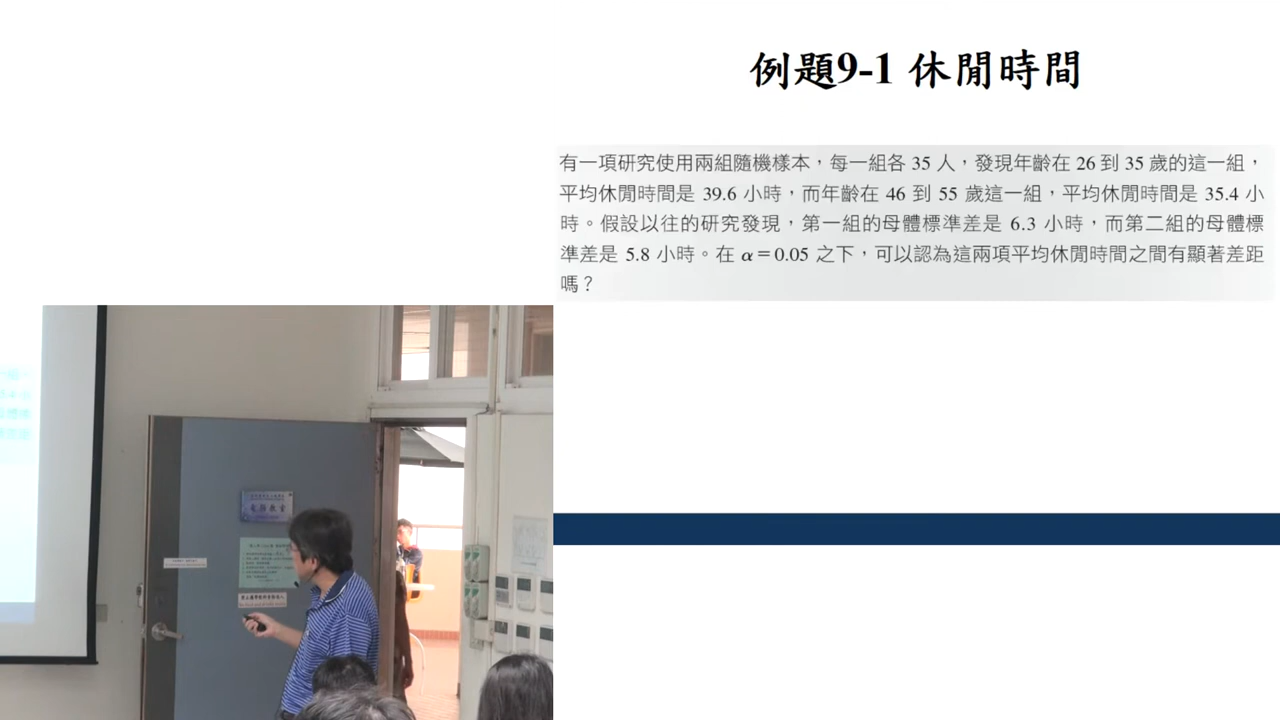 例題9-1 休閒時間
有一項研究使用兩組隨機樣本，每一組各 35 人，發現年齡在 26 到 35 歲的這一組，
平均休閒時間是 39.6 小時，而年齡在 46 到 55 歲這一組，平均休閒時間是 35.4 小
時。假設以往的研究發現，第一組的母體標準差是 6.3 小時，而第二組的母體標
準差是 5.8 小時。在 α＝0.05 之下，可以認為這兩項平均休閒時間之間有顯著差距
嗎？